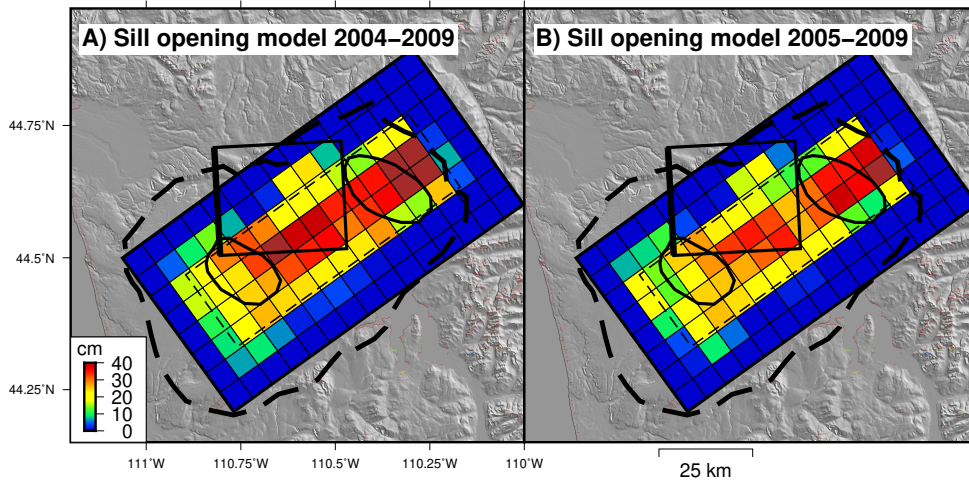 A) Sill opening model 2004–2009
B) Sill opening model 2005–2009
44.75°N
44.5°N
44.25°N
cm
40
30
20
10
0
111°W
110.75°W
110.5°W
110.25°W
110°W
25 km